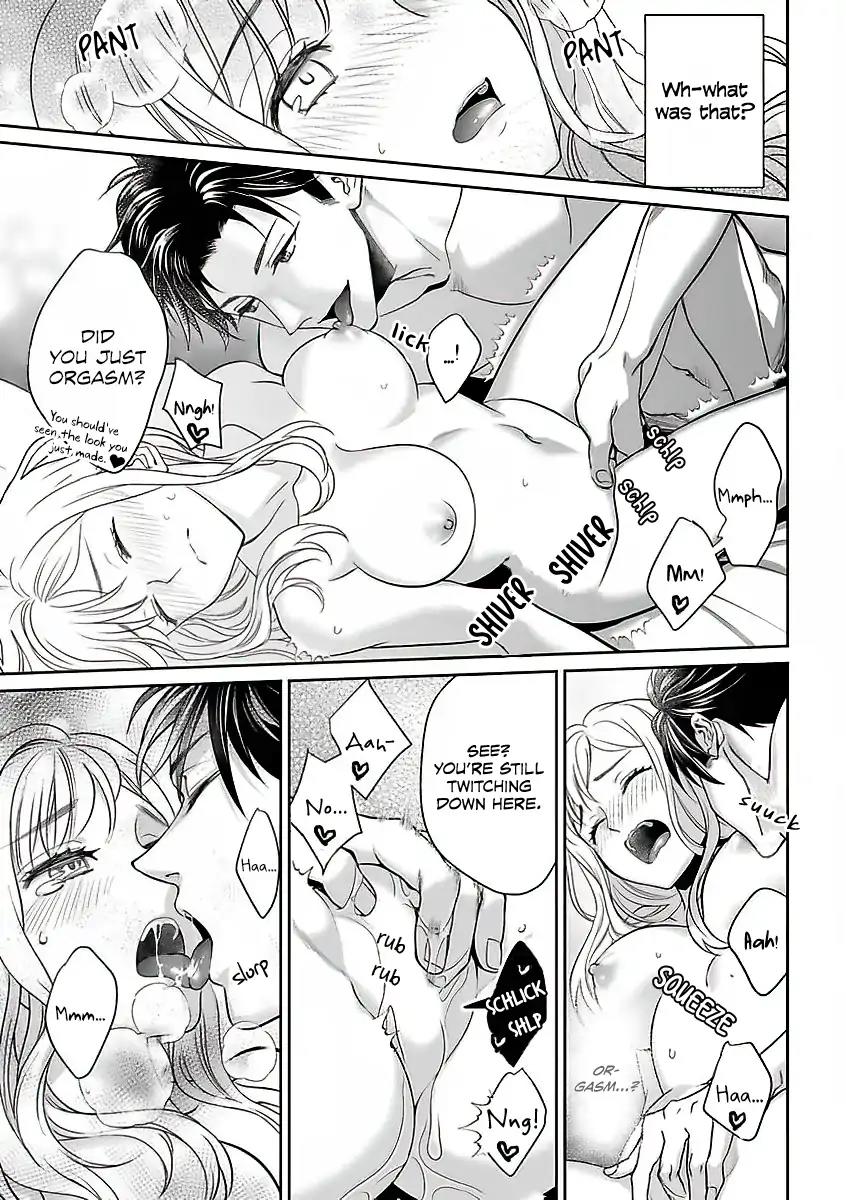 Wh-what
was that?
PANT
PANT
Mmph...
Mm!
schlp
schlp
...!
lick
SHIVER
SHIVER
DID
YOU JUST
ORGASM?
You should've
seen the look you
just made.
Nngh!
suuck
Aah!
SQUEEZE
Haa...
OR-
GASM...?
SEE?
YOU'RE STILL
TWITCHING
DOWN HERE.
Aah-
No...
rub
rub
SCHLICK
SHLP
Nng!
Haa...
slurp
Mmm...